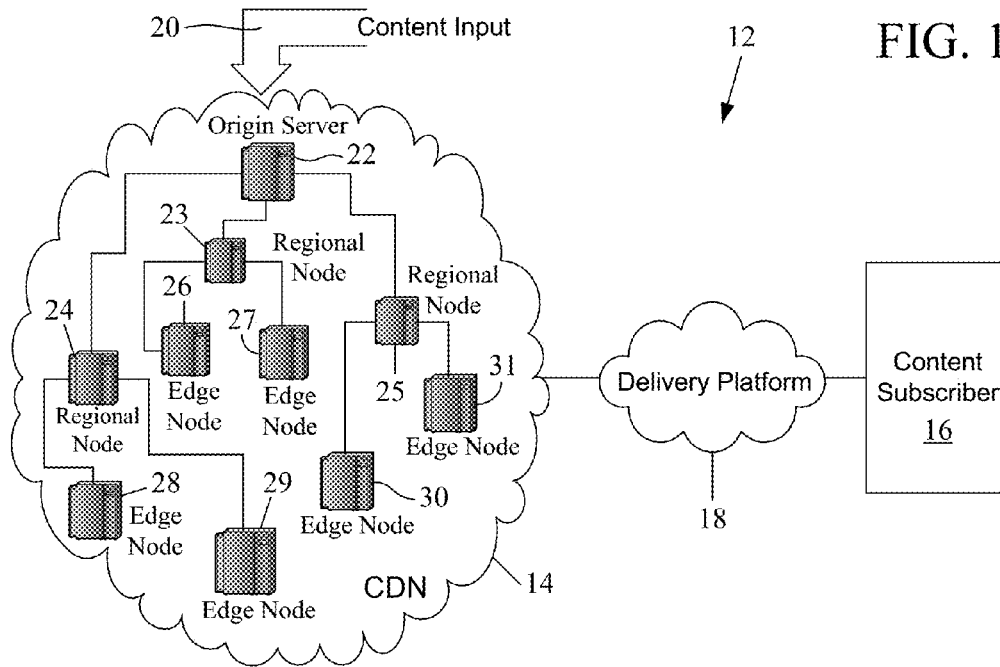 FIG. 1
20
Content Input
12
Origin Server
22
23
Regional
Node
Regional
Node
24
26
27
25
31
Edge
Node
Edge
Node
Edge Node
Regional
Node
Delivery Platform
18
Content
Subscriber
16
28
Edge
Node
29
Edge Node
30
Edge Node
CDN
14